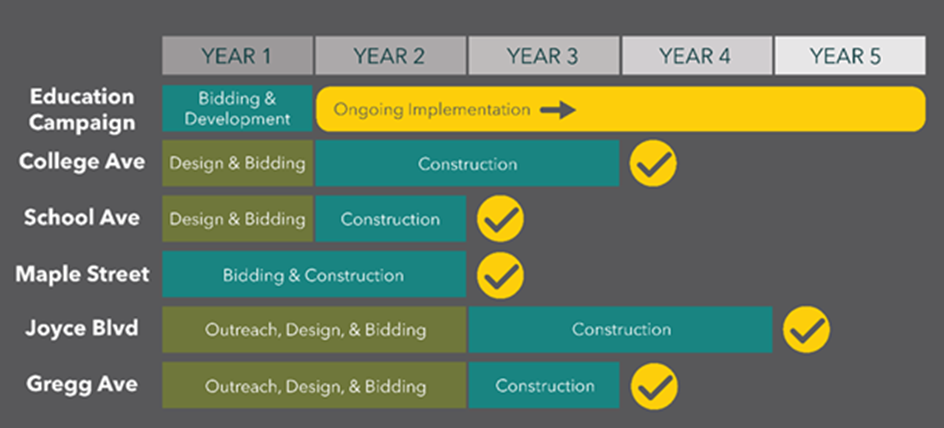 YEAR 1 YEAR 2 YEAR 3 YEAR 4 YEAR 5
Education
Campaign
Bidding &
Development
Ongoing Implementation
College Ave
Design & Bidding
Construction
School Ave
Design & Bidding
Construction
Maple Street
Bidding & Construction
Joyce Blvd
Outreach, Design, & Bidding
Construction
Gregg Ave
Outreach, Design, & Bidding
Construction